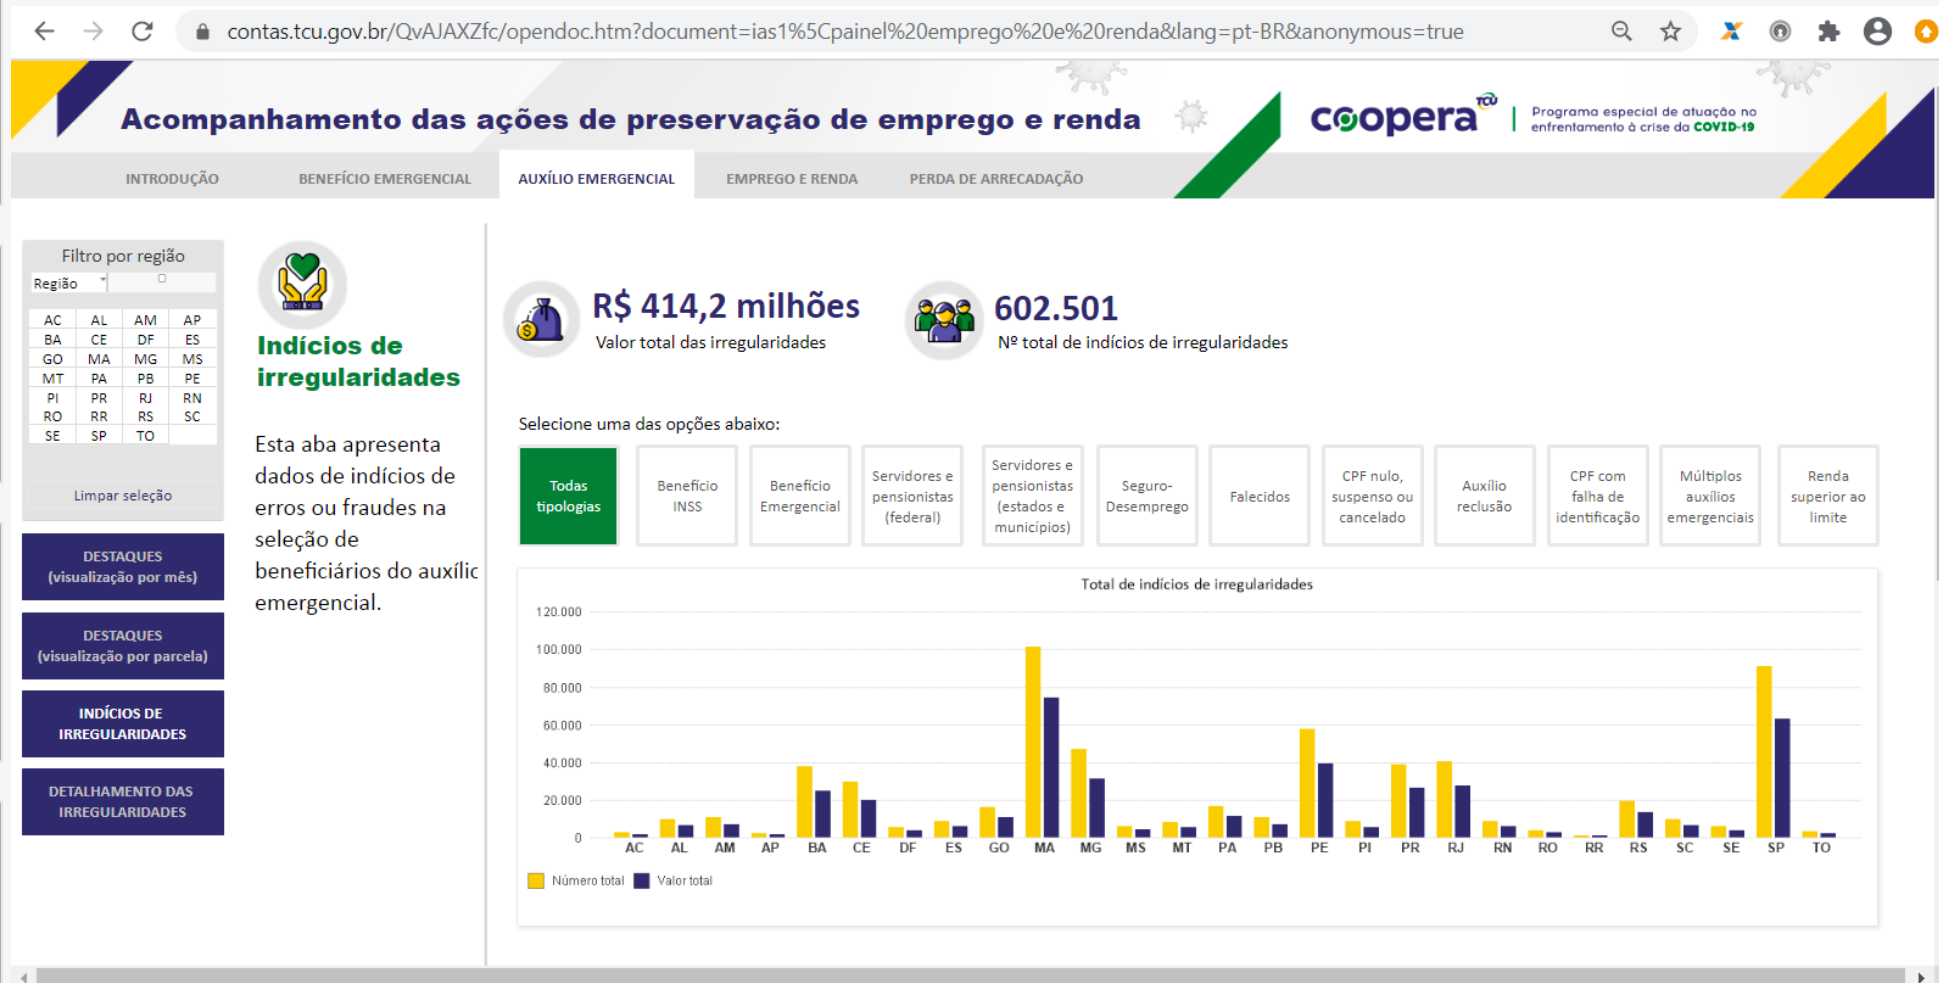 contas.tcu.gov.br/QvAJAXZfc/opendoc.htm?document=ias1%5Cpainel%20emprego%20e%20renda&lang=pt-BR&anonymous=true
Acompanhamento das ações de preservação de emprego e renda
coopera TCU
Programa especial de atuação no
enfrentamento à crise da COVID-19
INTRODUÇÃO
BENEFÍCIO EMERGENCIAL
AUXÍLIO EMERGENCIAL
EMPREGO E RENDA
PERDA DE ARRECADAÇÃO
Filtro por região
Região
AC AL AM AP
BA CE DF ES
GO MA MG MS
MT PA PB PE
PI PR RJ RN
RO RR RS SC
SE SP TO
Limpar seleção
DESTAQUES
(visualização por mês)
DESTAQUES
(visualização por parcela)
INDÍCIOS DE
IRREGULARIDADES
DETALHAMENTO DAS
IRREGULARIDADES
Indícios de
irregularidades
Esta aba apresenta
dados de indícios de
erros ou fraudes na
seleção de
beneficiários do auxílio
emergencial.
R$ 414,2 milhões
Valor total das irregularidades
602.501
Nº total de indícios de irregularidades
Selecione uma das opções abaixo:
Todas
tipologias
Benefício
INSS
Benefício
Emergencial
Servidores e
pensionistas
(federal)
Servidores e
pensionistas
(estados e
municípios)
Seguro-
Desemprego
Falecidos
CPF nulo,
suspenso ou
cancelado
Auxílio
reclusão
CPF com
falha de
identificação
Múltiplos
auxílios
emergenciais
Renda
superior ao
limite
Total de indícios de irregularidades
120.000
100.000
80.000
60.000
40.000
20.000
0
AC AL AM AP BA CE DF ES GO MA MG MS MT PA PB PE PI PR RJ RN RO RR RS SC SE SP TO
Número total Valor total